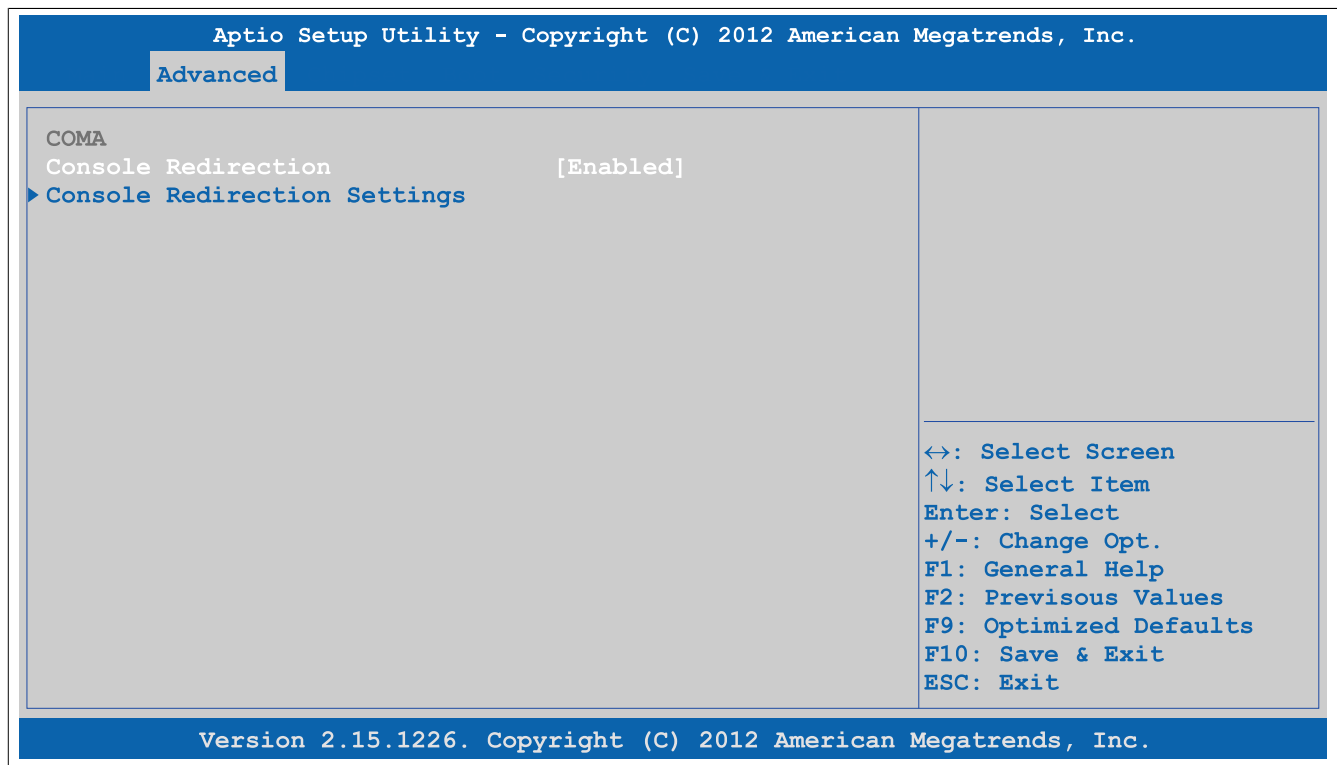 Aptio Setup Utility - Copyright (C) 2012 American Megatrends, Inc.
Advanced
COMA
Console Redirection [Enabled]
Console Redirection Settings
↔: Select Screen
↑↓: Select Item
Enter: Select
+/-: Change Opt.
F1: General Help
F2: Previsous Values
F9: Optimized Defaults
F10: Save & Exit
ESC: Exit
Version 2.15.1226. Copyright (C) 2012 American Megatrends, Inc.